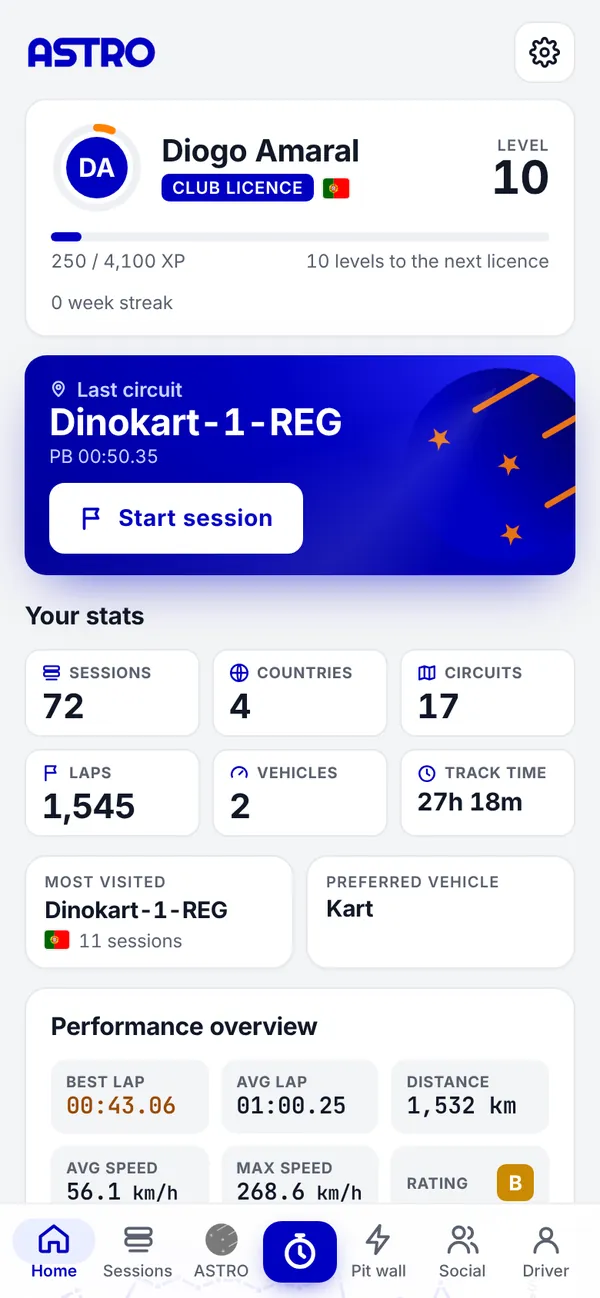 ASTRO
DA
Diogo Amaral
CLUB LICENCE
LEVEL
10
250 / 4,100 XP
10 levels to the next licence
0 week streak
Last circuit
Dinokart-1-REG
PB 00:50.35
Start session
Your stats
SESSIONS
72
COUNTRIES
4
CIRCUITS
17
LAPS
1,545
VEHICLES
2
TRACK TIME
27h 18m
MOST VISITED
Dinokart-1-REG
11 sessions
PREFERRED VEHICLE
Kart
Performance overview
BEST LAP
00:43.06
AVG LAP
01:00.25
DISTANCE
1,532 km
AVG SPEED
56.1 km/h
MAX SPEED
268.6 km/h
RATING
B
Home
Sessions
ASTRO
Pit wall
Social
Driver